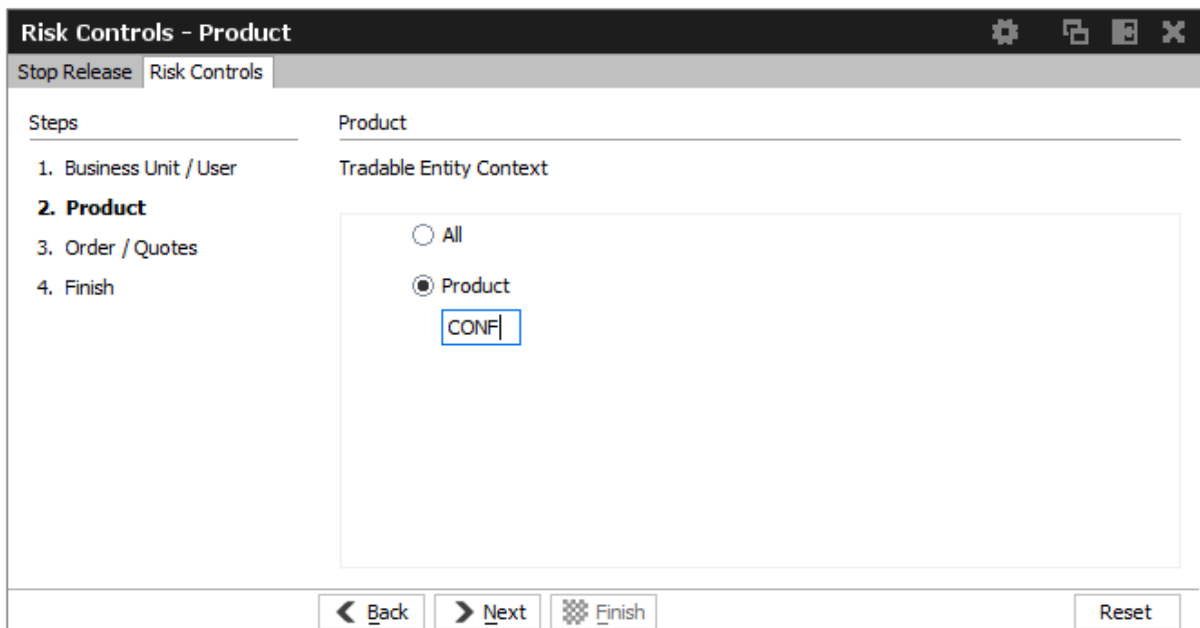 Risk Controls - Product
Stop Release Risk Controls
Steps
1. Business Unit / User
2. Product
3. Order / Quotes
4. Finish
Product
Tradable Entity Context
All
Product
CONF
Back Next Finish Reset